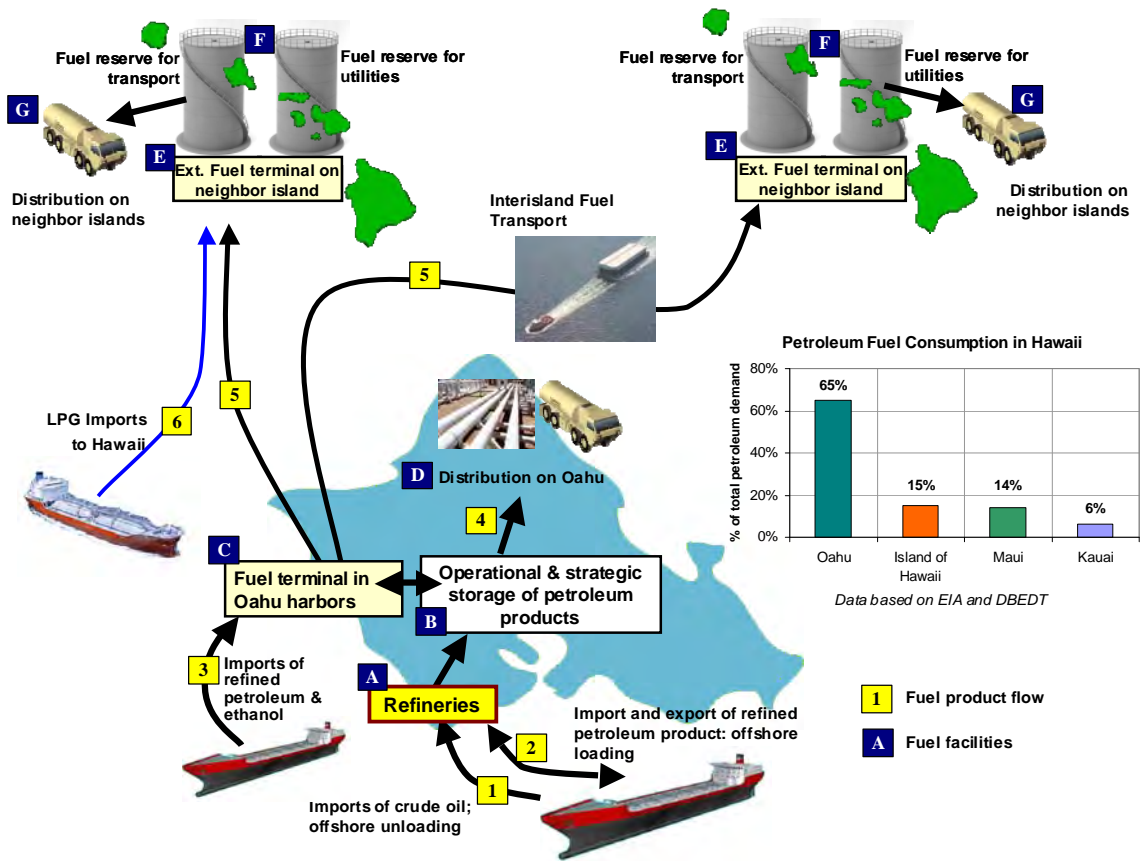 Fuel reserve for
transport
F
Fuel reserve for
utilities
G
E
Ext. Fuel terminal on
neighbor island
Distribution on
neighbor islands
Fuel reserve for
transport
F
Fuel reserve for
utilities
G
E
Ext. Fuel terminal on
neighbor island
Distribution on
neighbor islands
Interisland Fuel
Transport
5
5
6
LPG Imports
to Hawaii
D
Distribution on Oahu
4
C
Fuel terminal in
Oahu harbors
Operational & strategic
storage of petroleum
products
B
3
Imports of
refined
petroleum &
ethanol
A
Refineries
2
Import and export of refined
petroleum product: offshore
loading
1
Imports of crude oil;
offshore unloading
Petroleum Fuel Consumption in Hawaii
% of total petroleum demand
80%
60%
40%
20%
0%
65%
15%
14%
6%
Oahu
Island of
Hawaii
Maui
Kauai
Data based on EIA and DBEDT
1
Fuel product flow
A
Fuel facilities